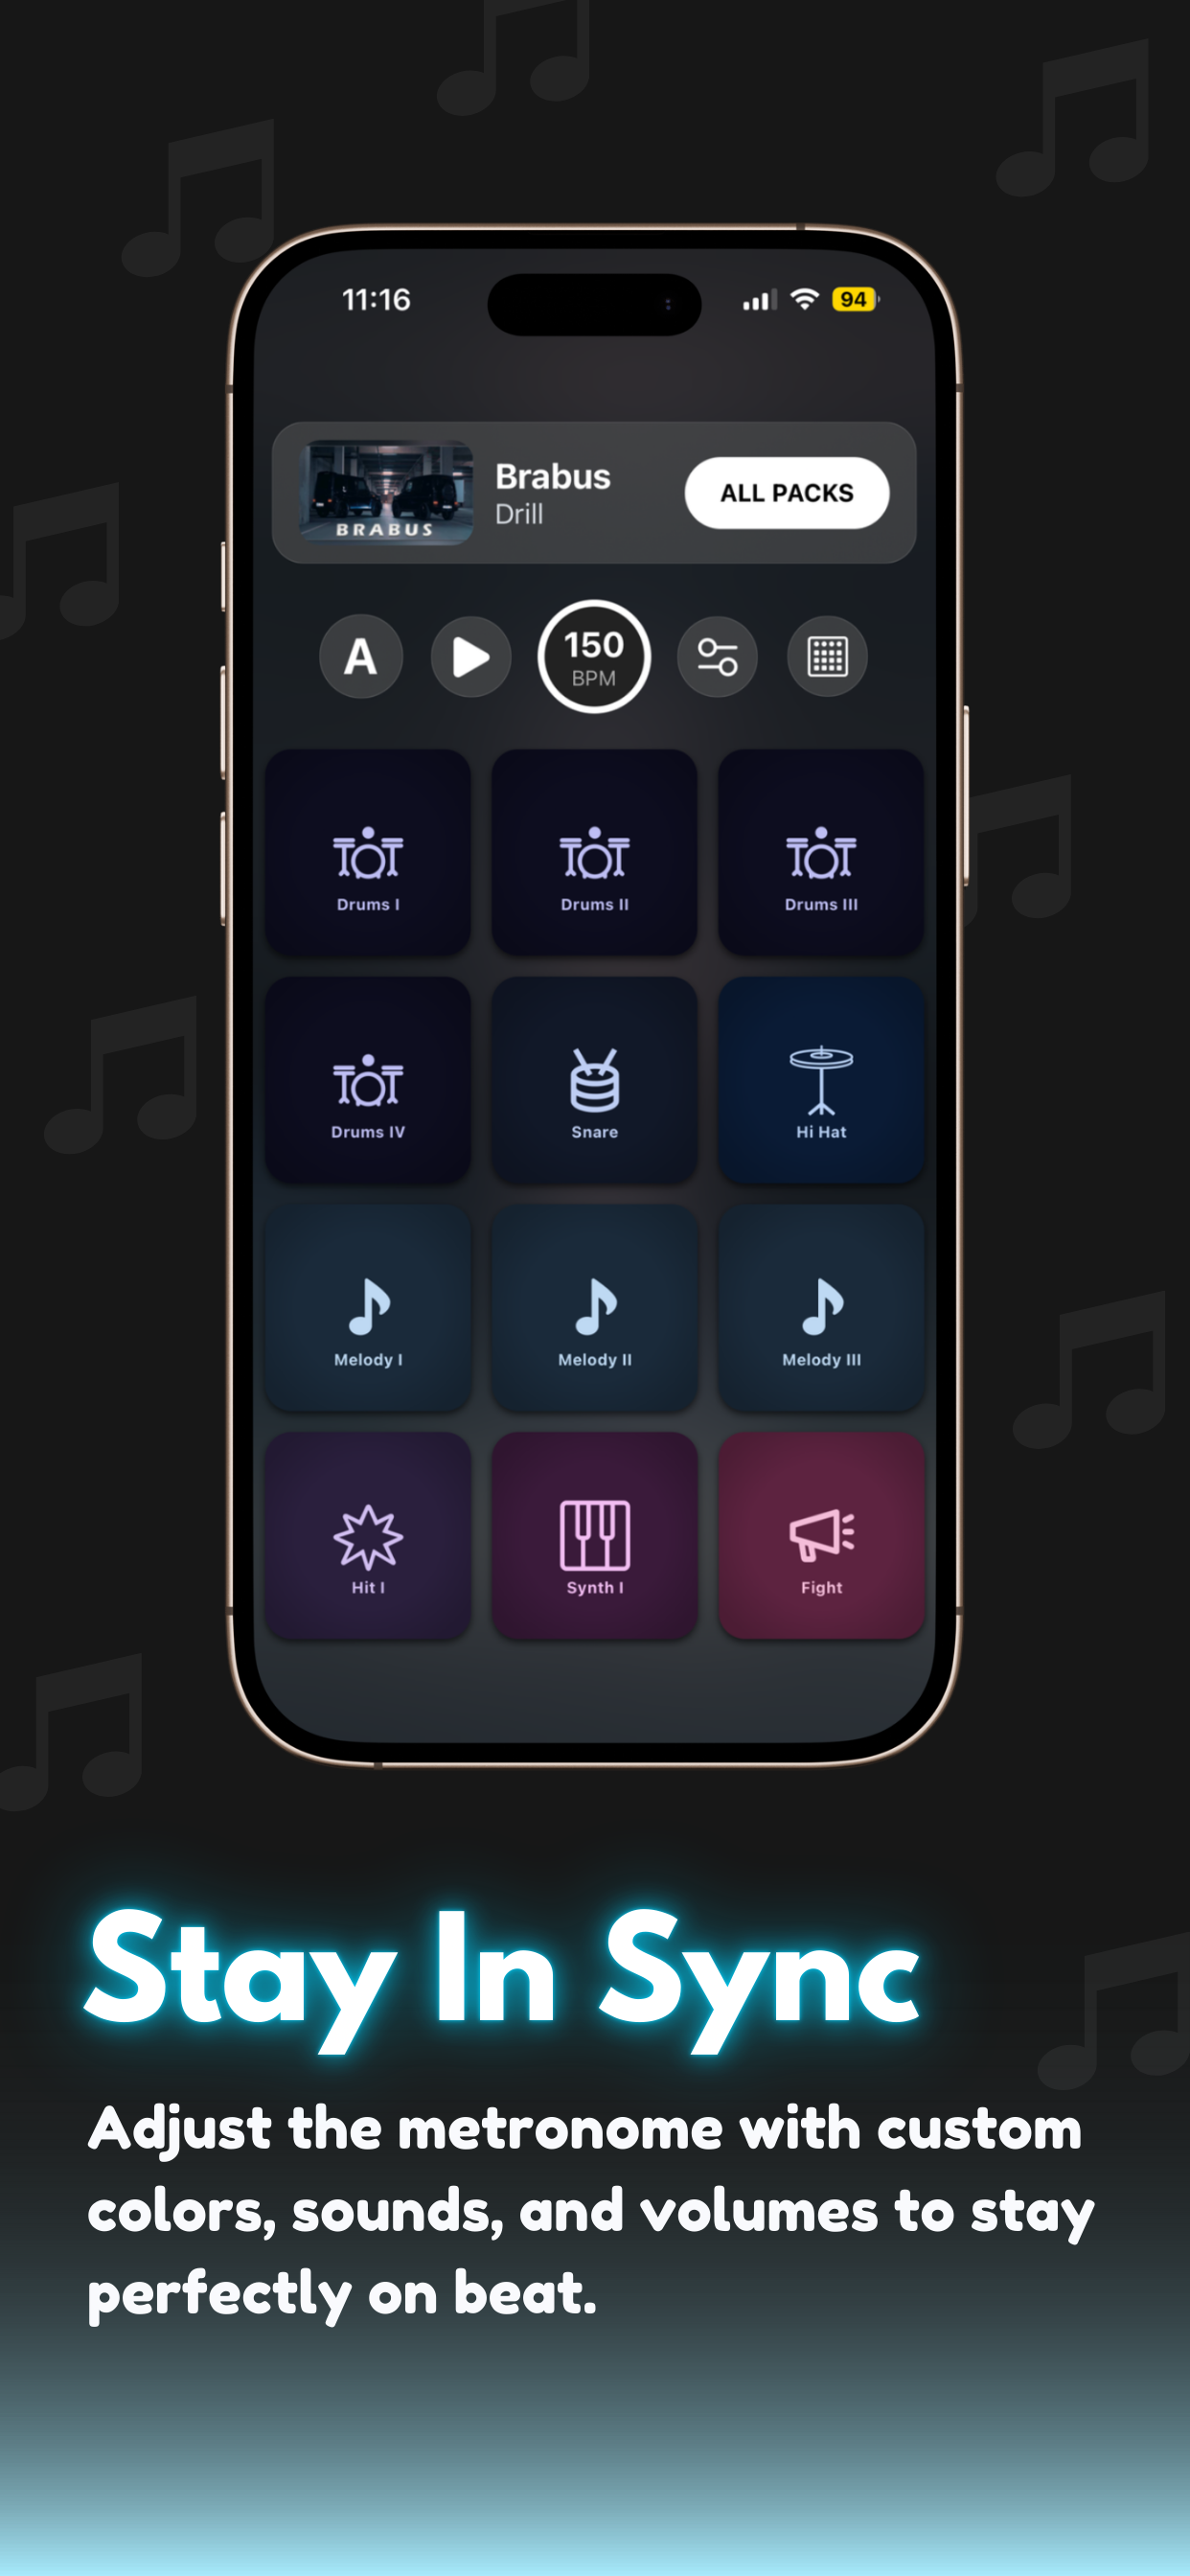 11:16
94
BRABUS
Brabus
Drill
ALL PACKS
A
150
BPM
Drums I
Drums II
Drums III
Drums IV
Snare
Hi Hat
Melody I
Melody II
Melody III
Hit I
Synth I
Fight
Stay In Sync
Adjust the metronome with custom
colors, sounds, and volumes to stay
perfectly on beat.